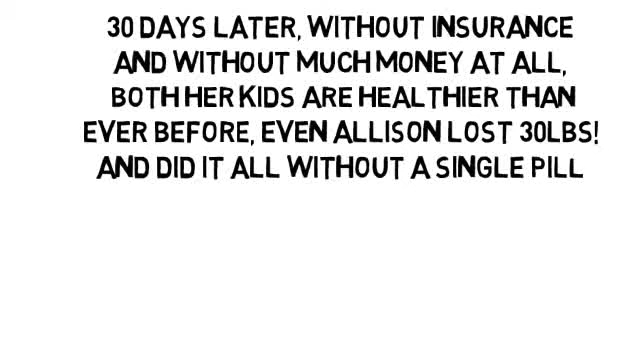 30 DAYS LATER, WITHOUT INSURANCE
AND WITHOUT MUCH MONEY AT ALL,
BOTH HER KIDS ARE HEALTHIER THAN
EVER BEFORE, EVEN ALLISON LOST 30LBS!
AND DID IT ALL WITHOUT A SINGLE PILL